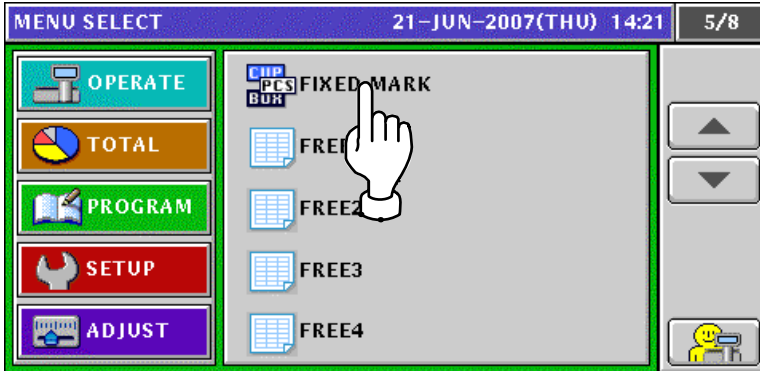 MENU SELECT 21-JUN-2007(THU) 14:21 5/8
OPERATE
TOTAL
PROGRAM
SETUP
ADJUST
CUP
PCS
BOX
FIXED MARK
FREE2
FREE3
FREE4